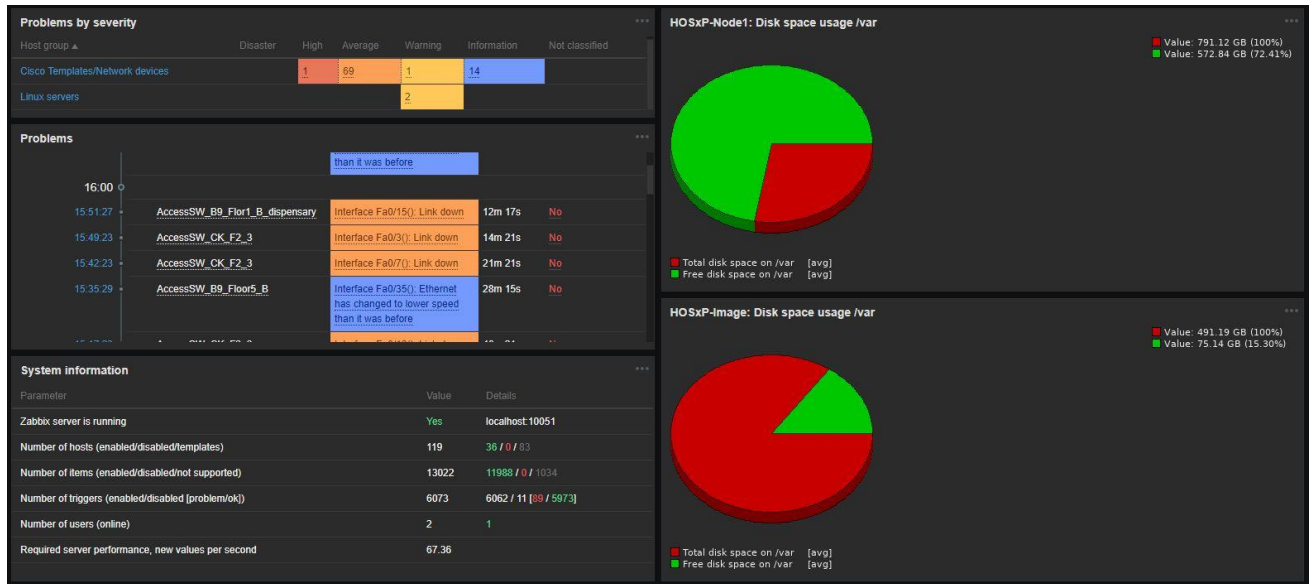 Problems by severity
Host group Disaster High Average Warning Information Not classified
Cisco Templates/Network devices 1 69 1 14
Linux servers 2
Problems
than it was before
16:00
15:51:27 AccessSW_B9_Flor1_B_dispensary Interface Fa0/15(): Link down 12m 17s No
15:49:23 AccessSW_CK_F2_3 Interface Fa0/3(): Link down 14m 21s No
15:42:23 AccessSW_CK_F2_3 Interface Fa0/7(): Link down 21m 21s No
15:35:29 AccessSW_B9_Floor5_B Interface Fa0/35(): Ethernet 28m 15s No
has changed to lower speed
than it was before
System information
Parameter Value Details
Zabbix server is running Yes localhost:10051
Number of hosts (enabled/disabled/templates) 119 36 / 0 / 83
Number of items (enabled/disabled/not supported) 13022 11988 / 0 / 1034
Number of triggers (enabled/disabled [problem/ok]) 6073 6062 / 11 [89 / 5973]
Number of users (online) 2 1
Required server performance, new values per second 67.36
HOSxP-Node1: Disk space usage /var
Value: 791.12 GB (100%)
Value: 572.84 GB (72.41%)
Total disk space on /var [avg]
Free disk space on /var [avg]
HOSxP-Image: Disk space usage /var
Value: 491.19 GB (100%)
Value: 75.14 GB (15.30%)
Total disk space on /var [avg]
Free disk space on /var [avg]